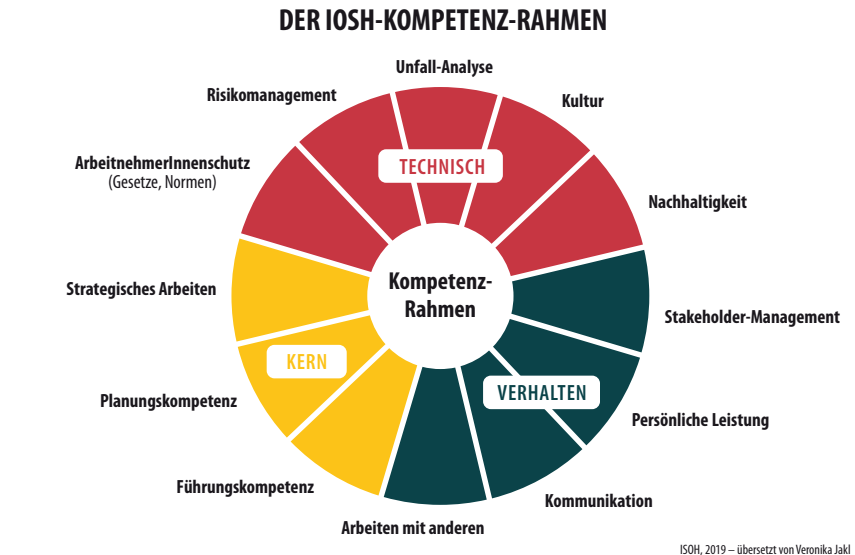 DER IOSH-KOMPETENZ-RAHMEN
Unfall-Analyse
Risikomanagement
Kultur
ArbeitnehmerInnenschutz
(Gesetze, Normen)
TECHNISCH
Nachhaltigkeit
Strategisches Arbeiten
Kompetenz-
Rahmen
Stakeholder-Management
KERN
VERHALTEN
Planungskompetenz
Persönliche Leistung
Führungskompetenz
Kommunikation
Arbeiten mit anderen
ISOH, 2019 – übersetzt von Veronika Jakl